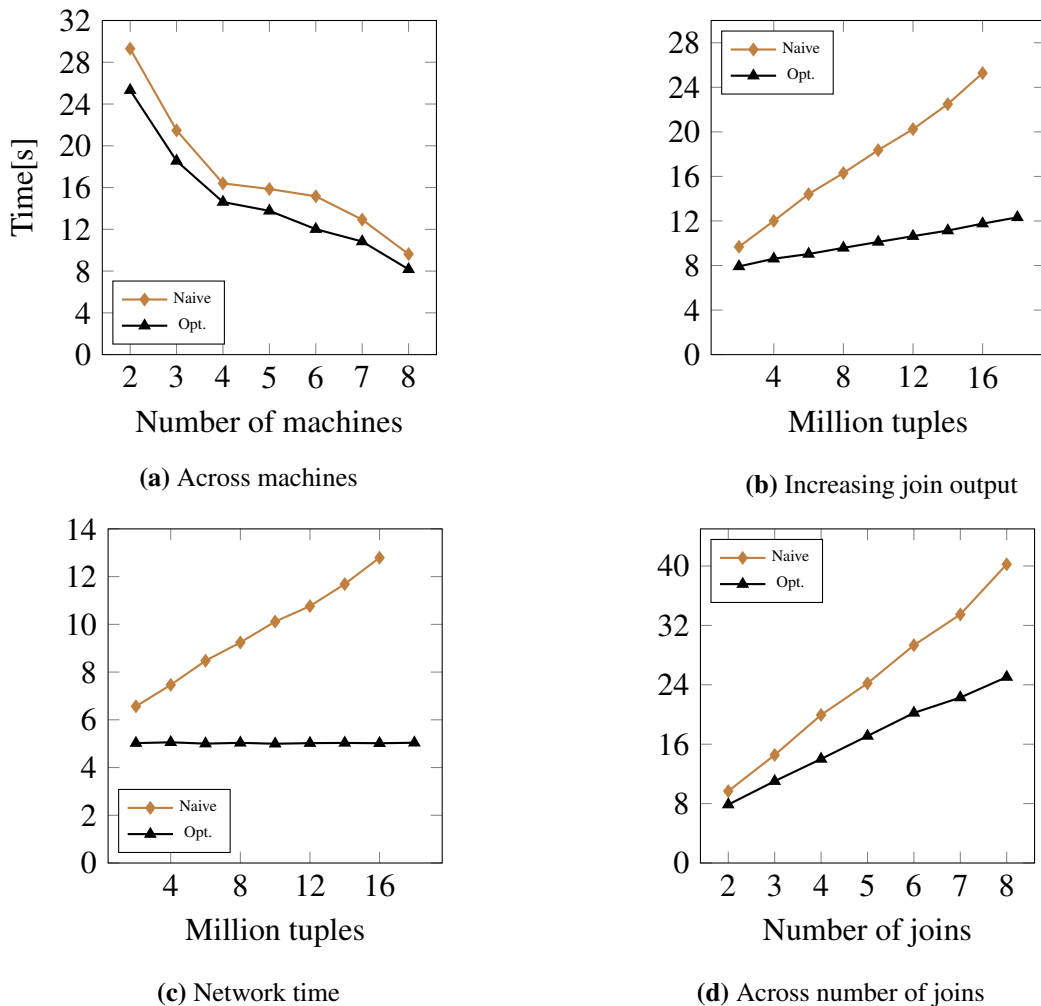 Time[s]
32
28
24
20
16
12
8
4
0
Naive
Opt.
2 3 4 5 6 7 8
Number of machines
(a) Across machines
28
24
20
16
12
8
4
0
Naive
Opt.
4 8 12 16
Million tuples
(b) Increasing join output
14
12
10
8
6
4
2
0
Naive
Opt.
4 8 12 16
Million tuples
(c) Network time
40
32
24
16
8
0
Naive
Opt.
2 3 4 5 6 7 8
Number of joins
(d) Across number of joins